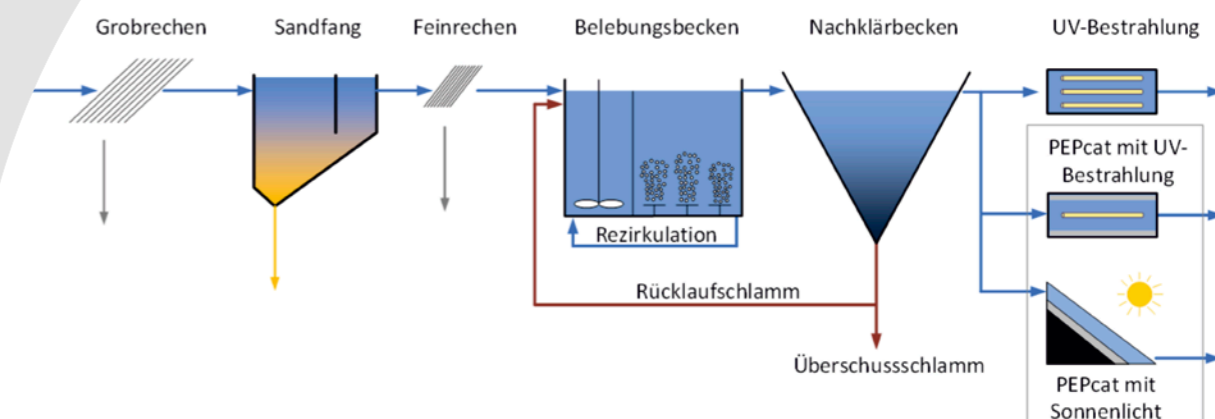 Grobrechen
Sandfang
Feinrechen
Belebungsbecken
Nachklärbecken
UV-Bestrahlung
PEPcat mit UV-
Bestrahlung
Rezirkulation
Rücklaufschlamm
Überschussschlamm
PEPcat mit
Sonnenlicht